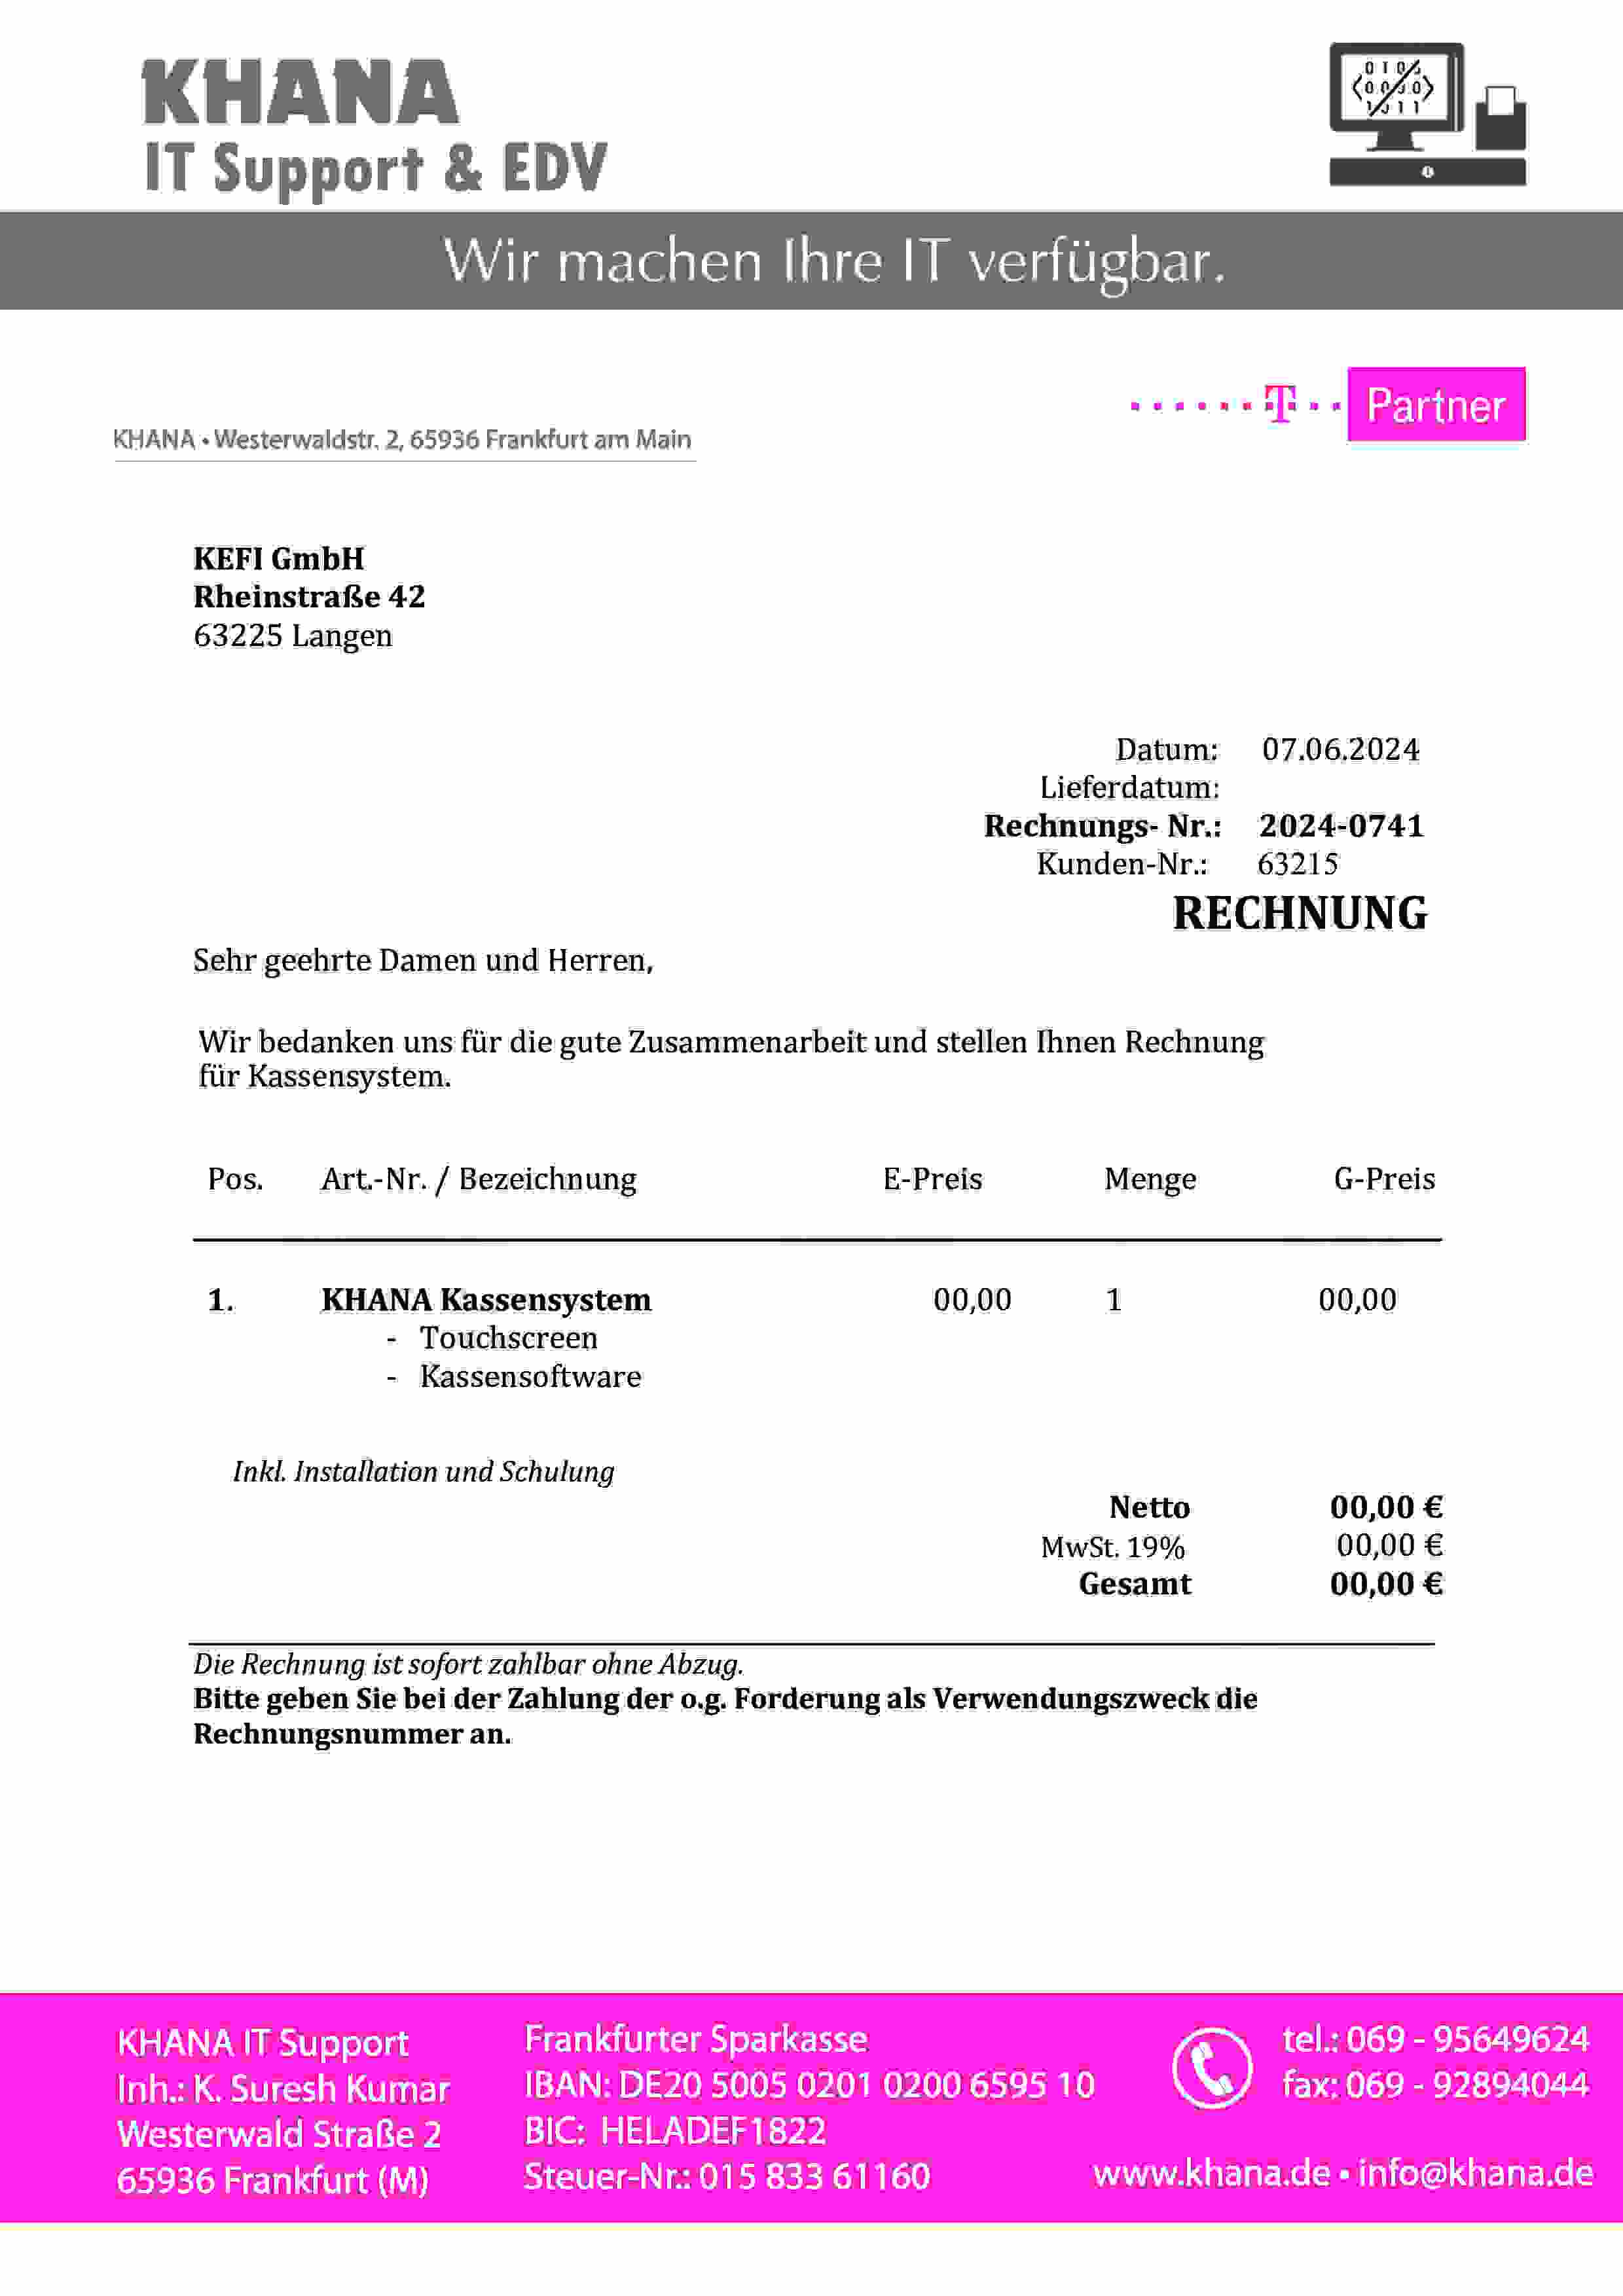 KHANA
IT Support & EDV
Wir machen Ihre IT verfügbar.
T Partner
KHANA • Westerwaldstr. 2, 65936 Frankfurt am Main
KEFI GmbH
Rheinstraße 42
63225 Langen
Datum: 07.06.2024
Lieferdatum:
Rechnungs- Nr.: 2024-0741
Kunden-Nr.: 63215
RECHNUNG
Sehr geehrte Damen und Herren,
Wir bedanken uns für die gute Zusammenarbeit und stellen Ihnen Rechnung
für Kassensystem.
Pos. Art.-Nr. / Bezeichnung E-Preis Menge G-Preis
1. KHANA Kassensystem 00,00 1 00,00
- Touchscreen
- Kassensoftware
Inkl. Installation und Schulung
Netto 00,00 €
MwSt. 19% 00,00 €
Gesamt 00,00 €
Die Rechnung ist sofort zahlbar ohne Abzug.
Bitte geben Sie bei der Zahlung der o.g. Forderung als Verwendungszweck die
Rechnungsnummer an.
KHANA IT Support
Inh.: K. Suresh Kumar
Westerwald Straße 2
65936 Frankfurt (M)
Frankfurter Sparkasse
IBAN: DE20 5005 0201 0200 6595 10
BIC: HELADEF1822
Steuer-Nr.: 015 833 61160
tel.: 069 - 95649624
fax: 069 - 92894044
www.khana.de • info@khana.de